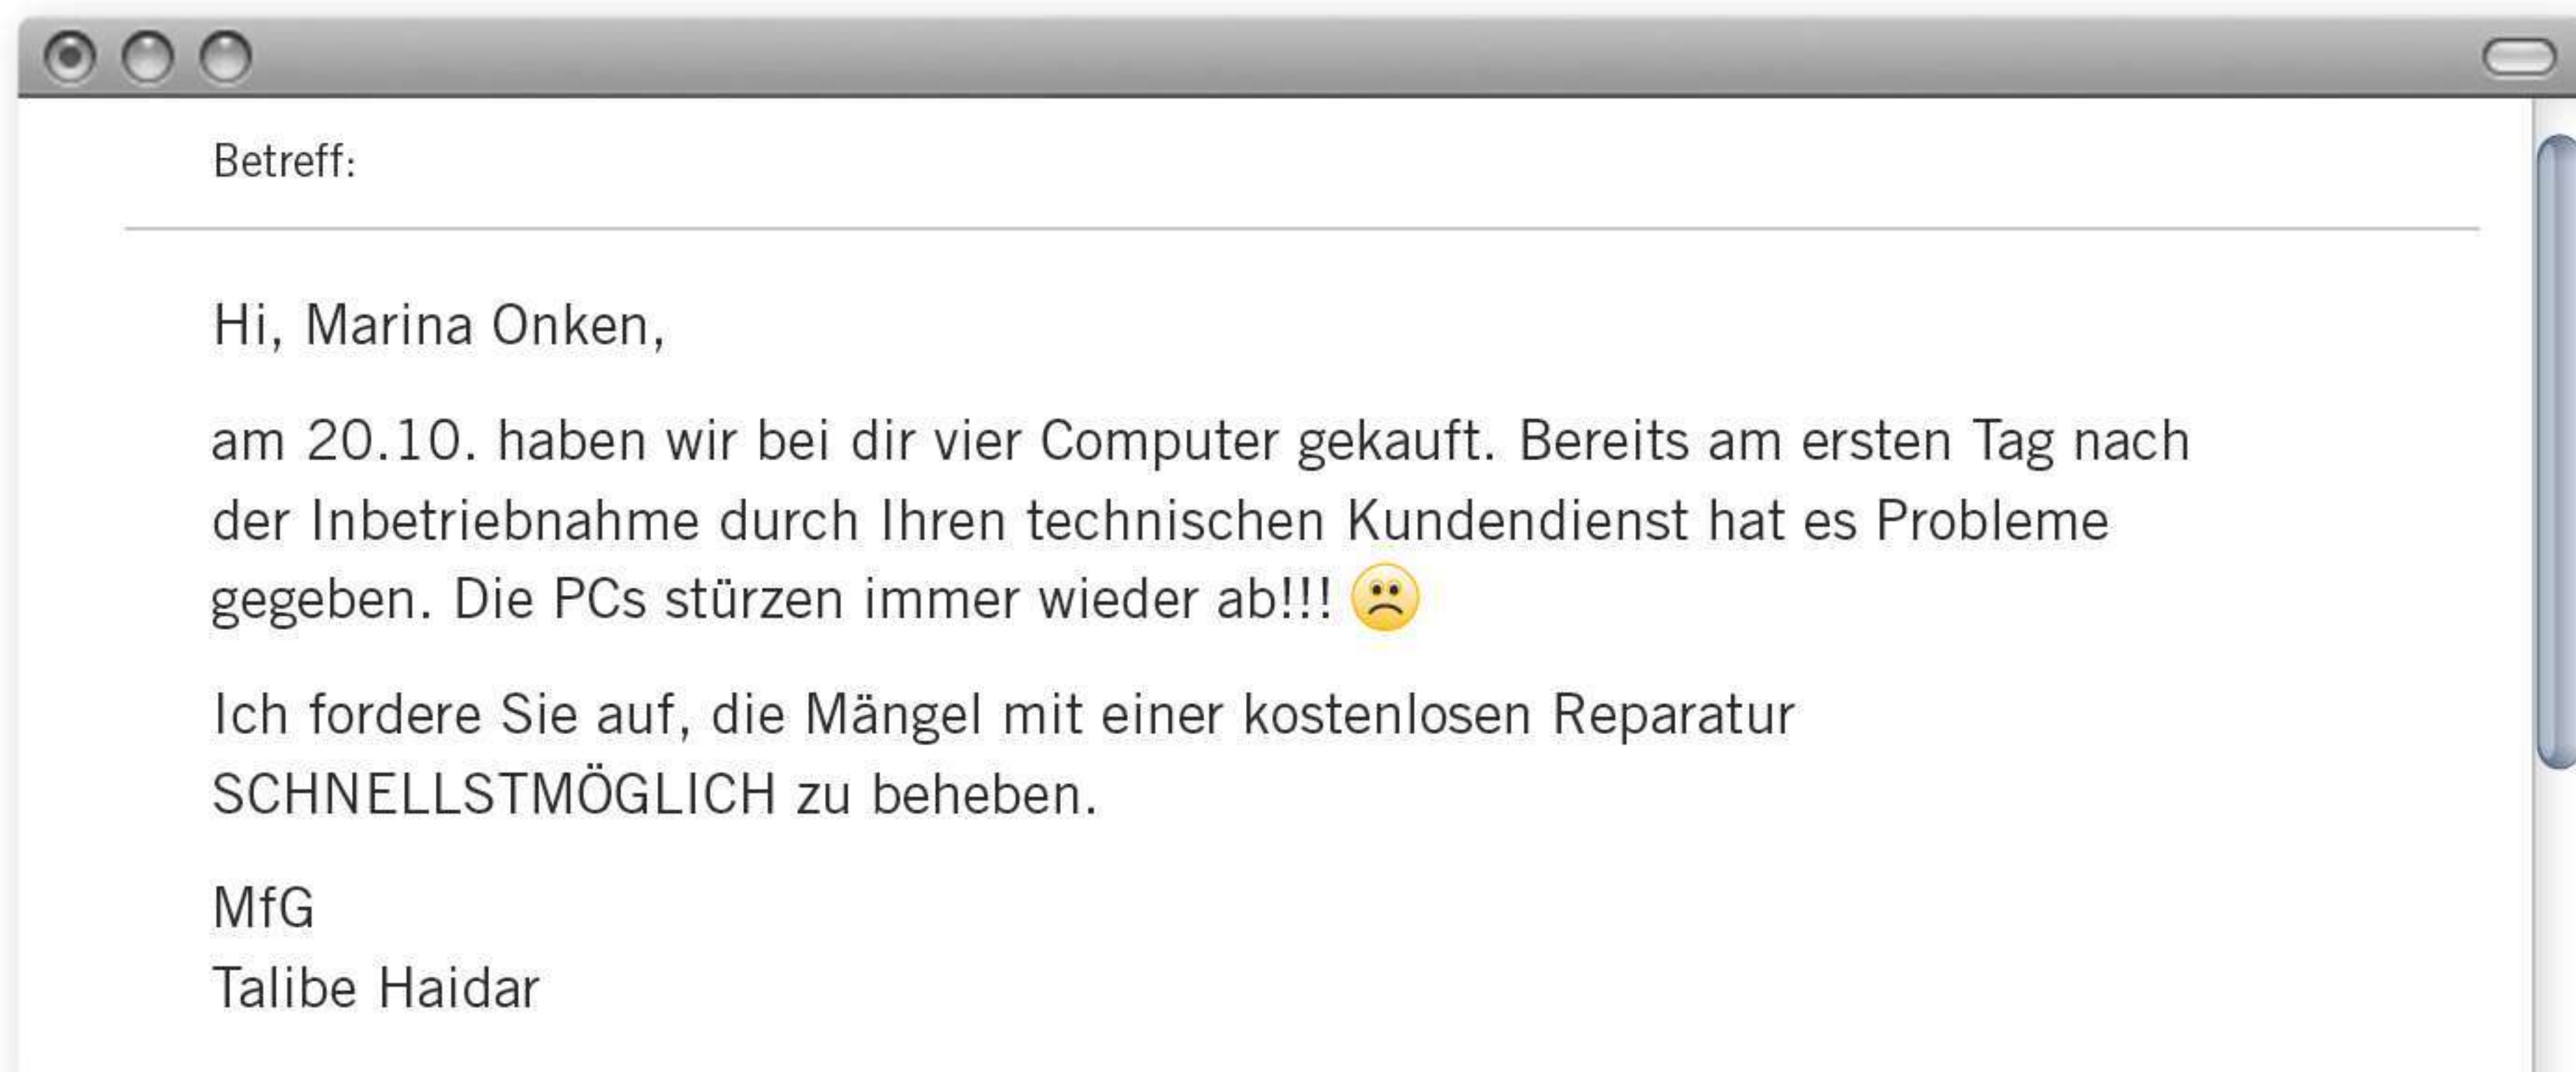 Betreff:
Hi, Marina Onken,
am 20.10. haben wir bei dir vier Computer gekauft. Bereits am ersten Tag nach
der Inbetriebnahme durch Ihren technischen Kundendienst hat es Probleme
gegeben. Die PCs stürzen immer wieder ab!!! ☹
Ich fordere Sie auf, die Mängel mit einer kostenlosen Reparatur
SCHNELLSTMÖGLICH zu beheben.
MfG
Talibe Haidar